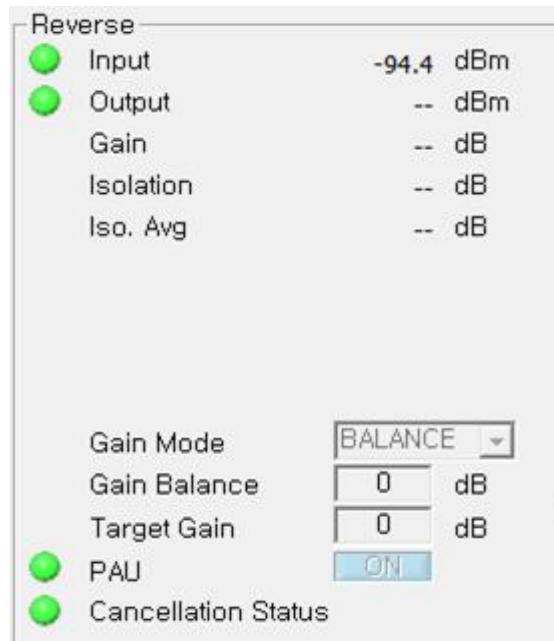 Reverse
Input -94.4 dBm
Output -- dBm
Gain -- dB
Isolation -- dB
Iso. Avg -- dB
Gain Mode BALANCE
Gain Balance 0 dB
Target Gain 0 dB
PAU ON
Cancellation Status